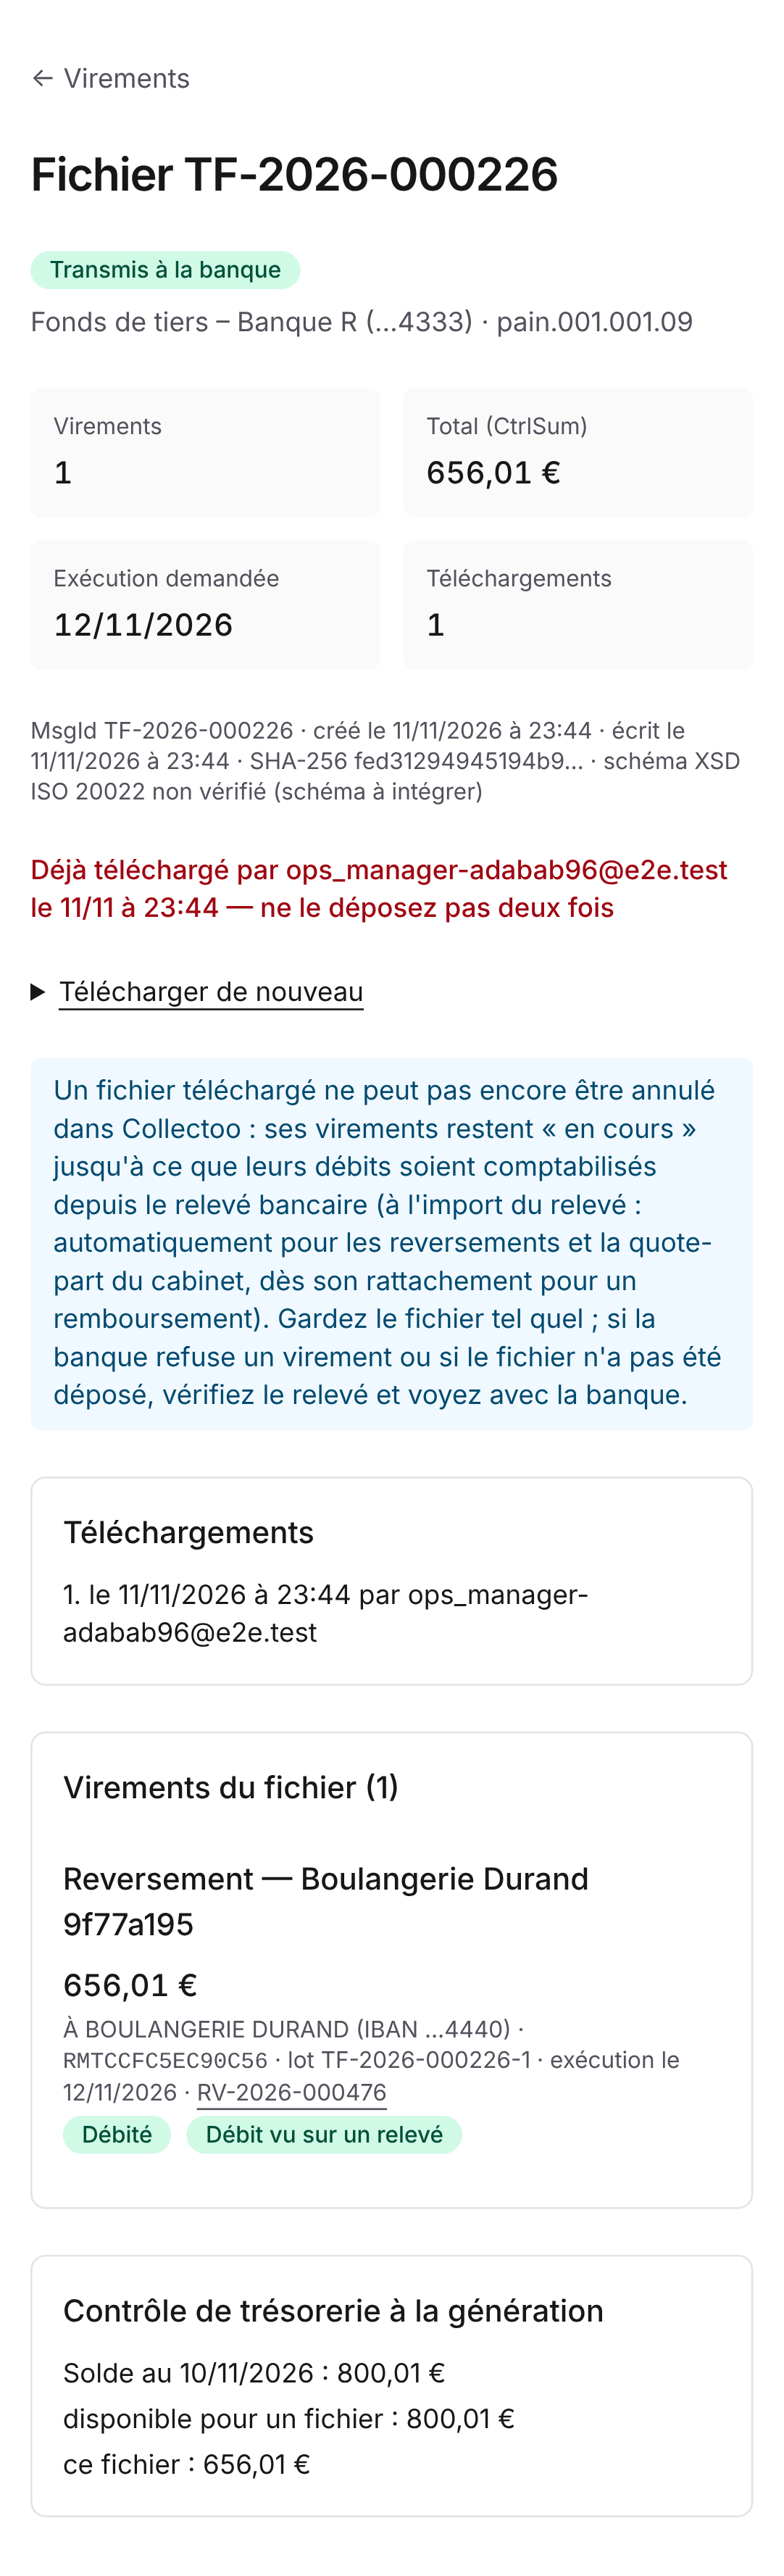 ← Virements
Fichier TF-2026-000226
Transmis à la banque
Fonds de tiers – Banque R (…4333) · pain.001.001.09
Virements
1
Total (CtrlSum)
656,01 €
Exécution demandée
12/11/2026
Téléchargements
1
MsgId TF-2026-000226 · créé le 11/11/2026 à 23:44 · écrit le
11/11/2026 à 23:44 · SHA-256 fed31294945194b9… · schéma XSD
ISO 20022 non vérifié (schéma à intégrer)
Déjà téléchargé par ops_manager-adabab96@e2e.test
le 11/11 à 23:44 — ne le déposez pas deux fois
▶ Télécharger de nouveau
Un fichier téléchargé ne peut pas encore être annulé
dans Collectoo : ses virements restent « en cours »
jusqu'à ce que leurs débits soient comptabilisés
depuis le relevé bancaire (à l'import du relevé :
automatiquement pour les reversements et la quote-
part du cabinet, dès son rattachement pour un
remboursement). Gardez le fichier tel quel ; si la
banque refuse un virement ou si le fichier n'a pas été
déposé, vérifiez le relevé et voyez avec la banque.
Téléchargements
1. le 11/11/2026 à 23:44 par ops_manager-
adabab96@e2e.test
Virements du fichier (1)
Reversement — Boulangerie Durand
9f77a195
656,01 €
À BOULANGERIE DURAND (IBAN …4440) ·
RMTCCFC5EC90C56 · lot TF-2026-000226-1 · exécution le
12/11/2026 · RV-2026-000476
Débité
Débit vu sur un relevé
Contrôle de trésorerie à la génération
Solde au 10/11/2026 : 800,01 €
disponible pour un fichier : 800,01 €
ce fichier : 656,01 €